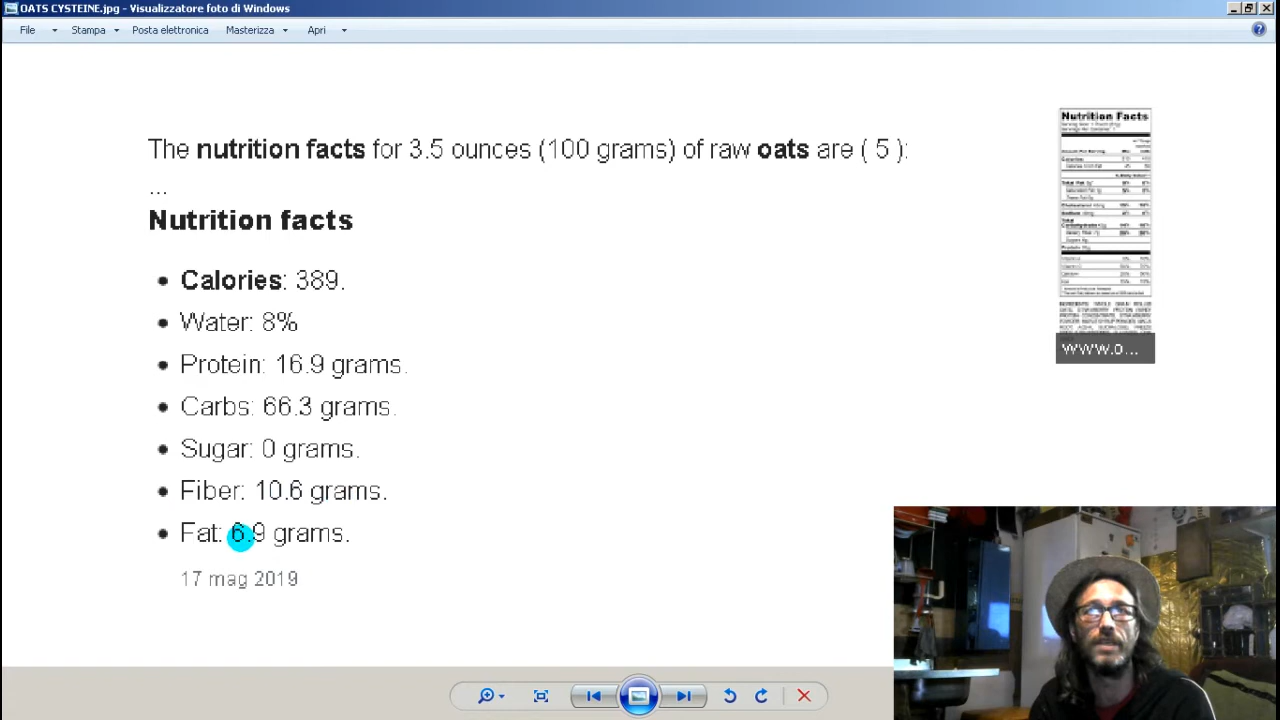 OATS CYSTEINE.jpg - Visualizzatore foto di Windows
File Stampa Posta elettronica Masterizza Apri
The nutrition facts for 3.5 ounces (100 grams) of raw oats are ( 5 ):
...
Nutrition facts
• Calories: 389.
• Water: 8%
• Protein: 16.9 grams.
• Carbs: 66.3 grams.
• Sugar: 0 grams.
• Fiber: 10.6 grams.
• Fat: 6.9 grams.
17 mag 2019
Nutrition Facts
www.o...